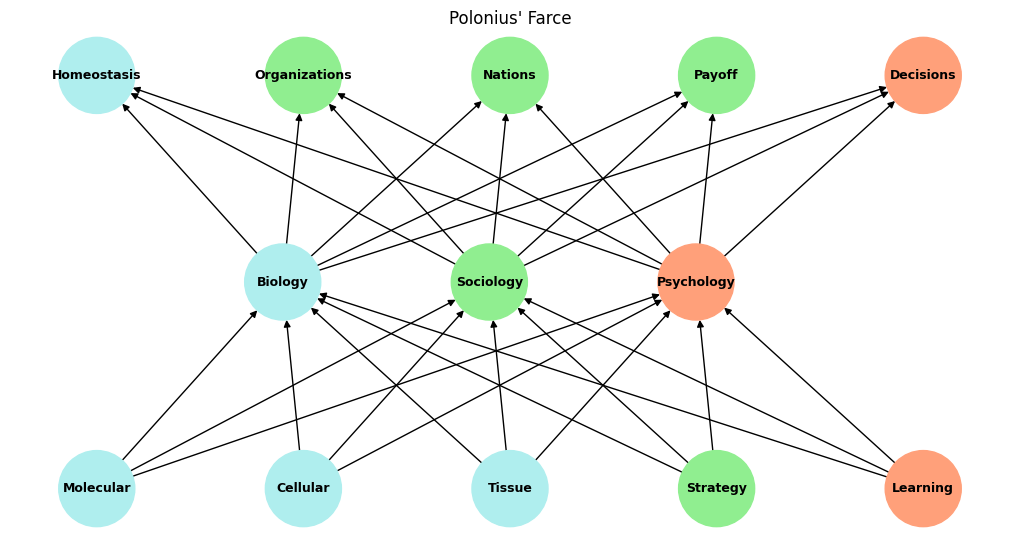 Polonius' Farce
Homeostasis
Organizations
Nations
Payoff
Decisions
Biology
Sociology
Psychology
Molecular
Cellular
Tissue
Strategy
Learning